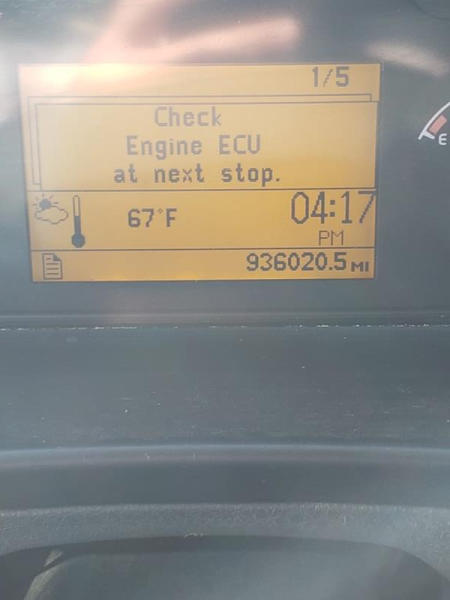 1/5
Check
Engine ECU
at next stop.
67°F
04:17
PM
936020.5 MI
E